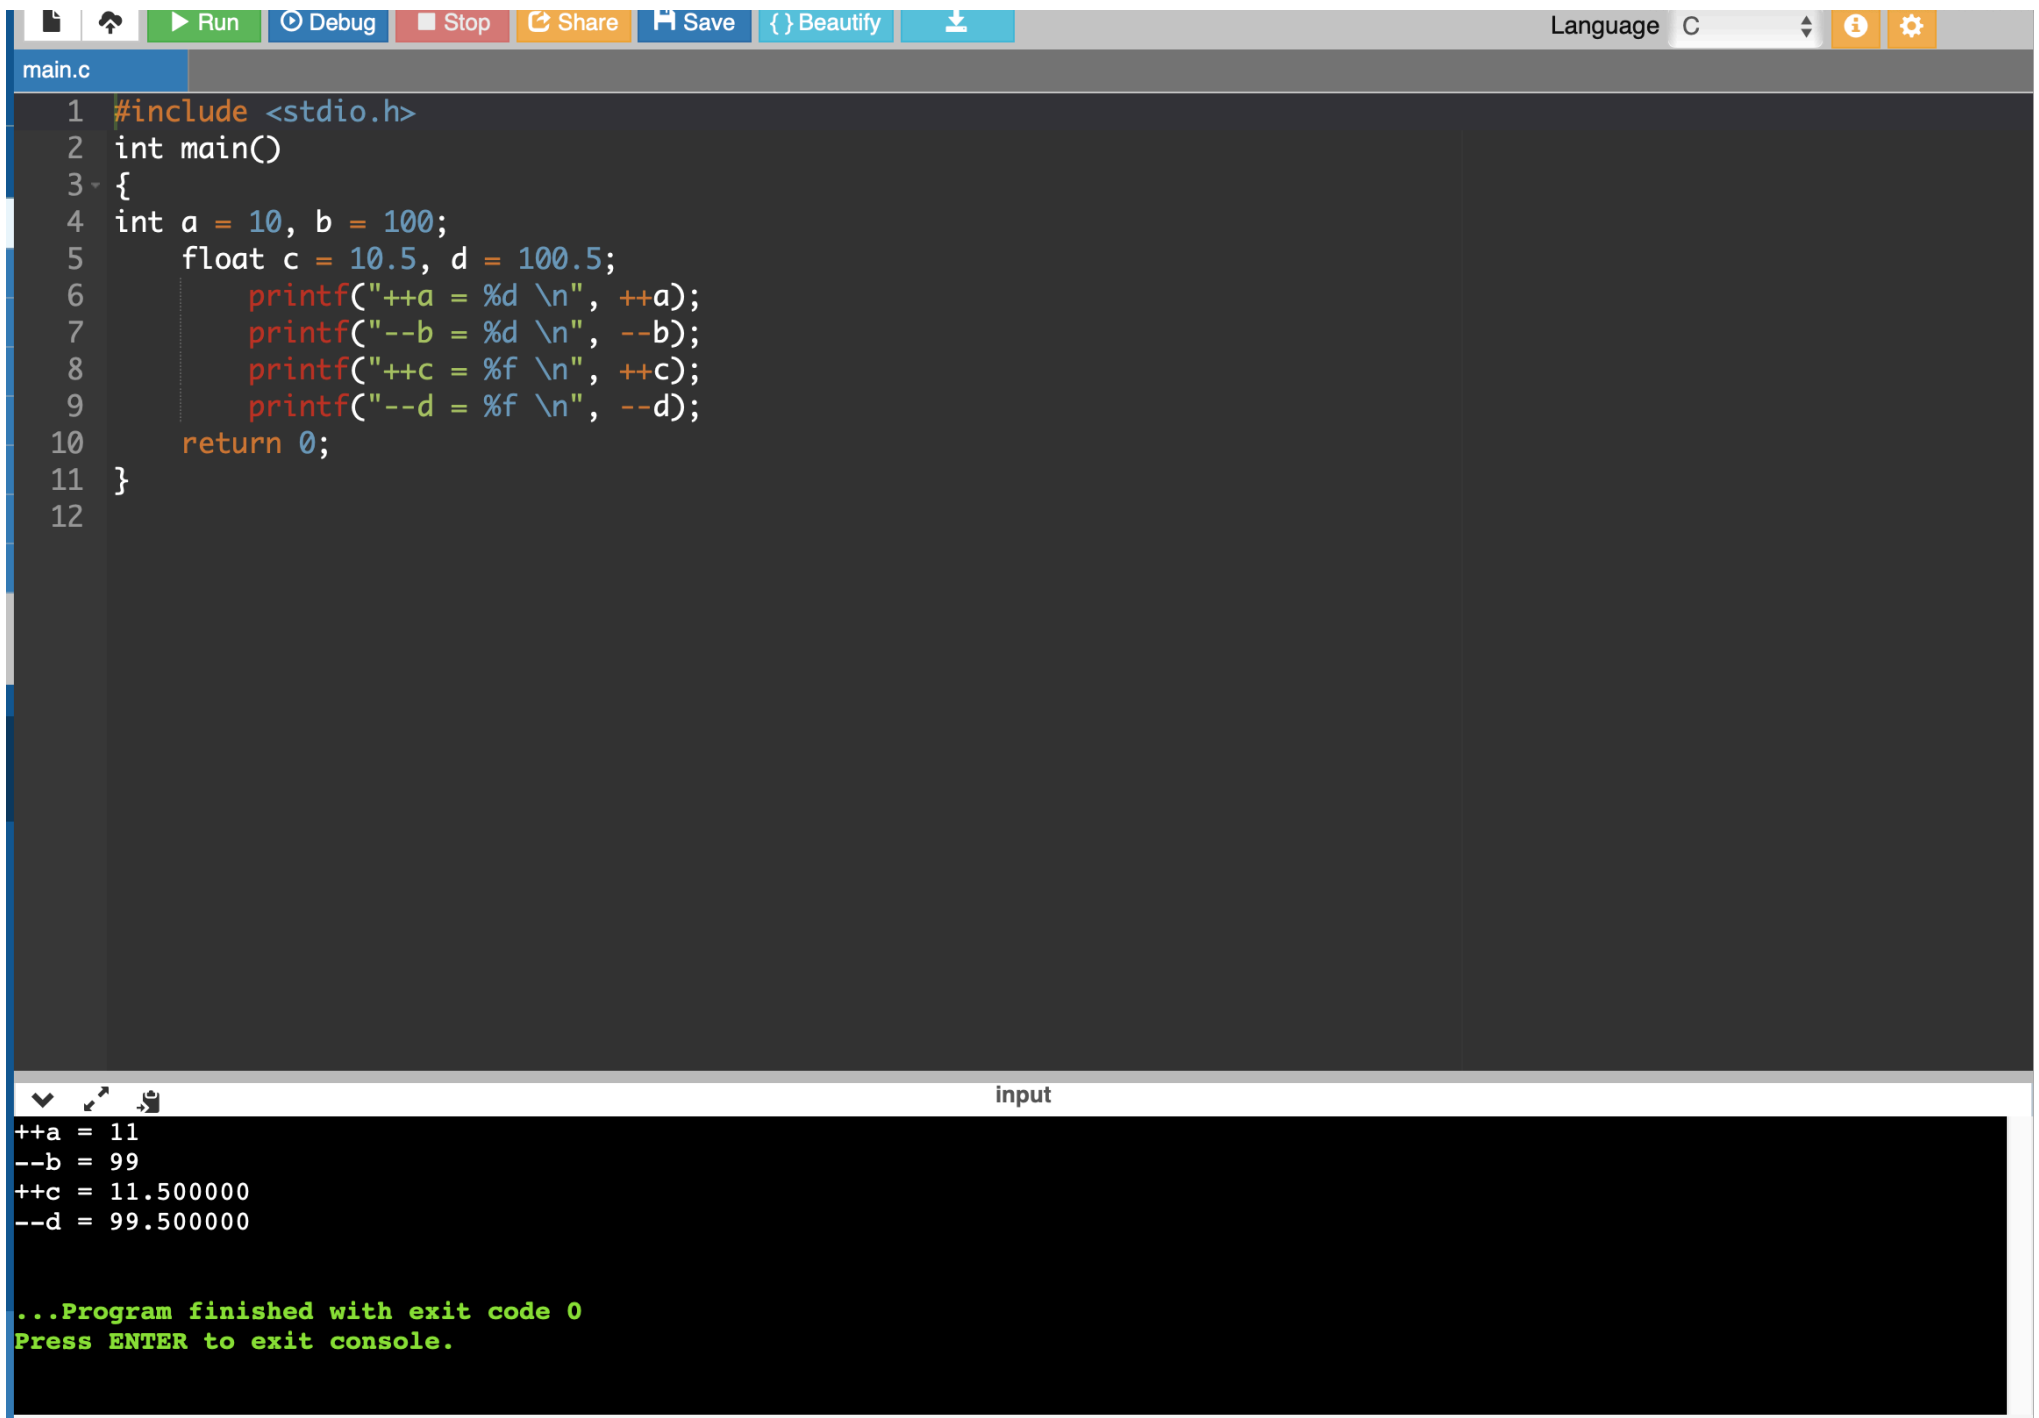 Run Debug Stop Share Save { } Beautify Language C
main.c
1 #include <stdio.h>
2 int main()
3 {
4 int a = 10, b = 100;
5     float c = 10.5, d = 100.5;
6         printf("++a = %d \n", ++a);
7         printf("--b = %d \n", --b);
8         printf("++c = %f \n", ++c);
9         printf("--d = %f \n", --d);
10     return 0;
11 }
12
input
++a = 11
--b = 99
++c = 11.500000
--d = 99.500000
...Program finished with exit code 0
Press ENTER to exit console.